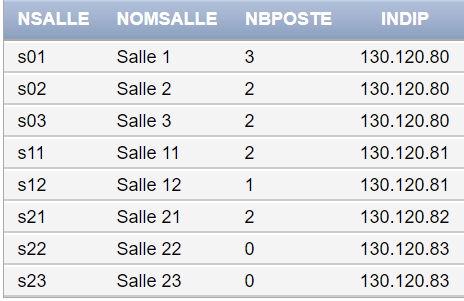 NSALLE NOMSALLE NBPOSTE INDIP
s01 Salle 1 3 130.120.80
s02 Salle 2 2 130.120.80
s03 Salle 3 2 130.120.80
s11 Salle 11 2 130.120.81
s12 Salle 12 1 130.120.81
s21 Salle 21 2 130.120.82
s22 Salle 22 0 130.120.83
s23 Salle 23 0 130.120.83